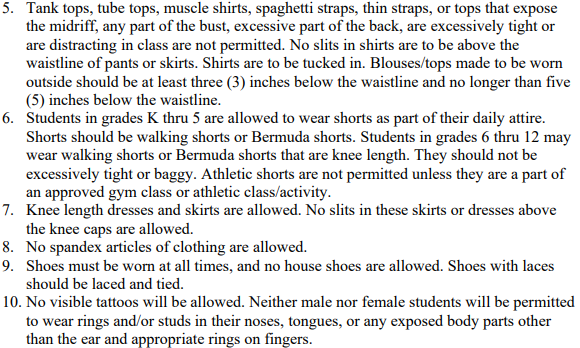 5. Tank tops, tube tops, muscle shirts, spaghetti straps, thin straps, or tops that expose
the midriff, any part of the bust, excessive part of the back, are excessively tight or
are distracting in class are not permitted. No slits in shirts are to be above the
waistline of pants or skirts. Shirts are to be tucked in. Blouses/tops made to be worn
outside should be at least three (3) inches below the waistline and no longer than five
(5) inches below the waistline.
6. Students in grades K thru 5 are allowed to wear shorts as part of their daily attire.
Shorts should be walking shorts or Bermuda shorts. Students in grades 6 thru 12 may
wear walking shorts or Bermuda shorts that are knee length. They should not be
excessively tight or baggy. Athletic shorts are not permitted unless they are a part of
an approved gym class or athletic class/activity.
7. Knee length dresses and skirts are allowed. No slits in these skirts or dresses above
the knee caps are allowed.
8. No spandex articles of clothing are allowed.
9. Shoes must be worn at all times, and no house shoes are allowed. Shoes with laces
should be laced and tied.
10. No visible tattoos will be allowed. Neither male nor female students will be permitted
to wear rings and/or studs in their noses, tongues, or any exposed body parts other
than the ear and appropriate rings on fingers.